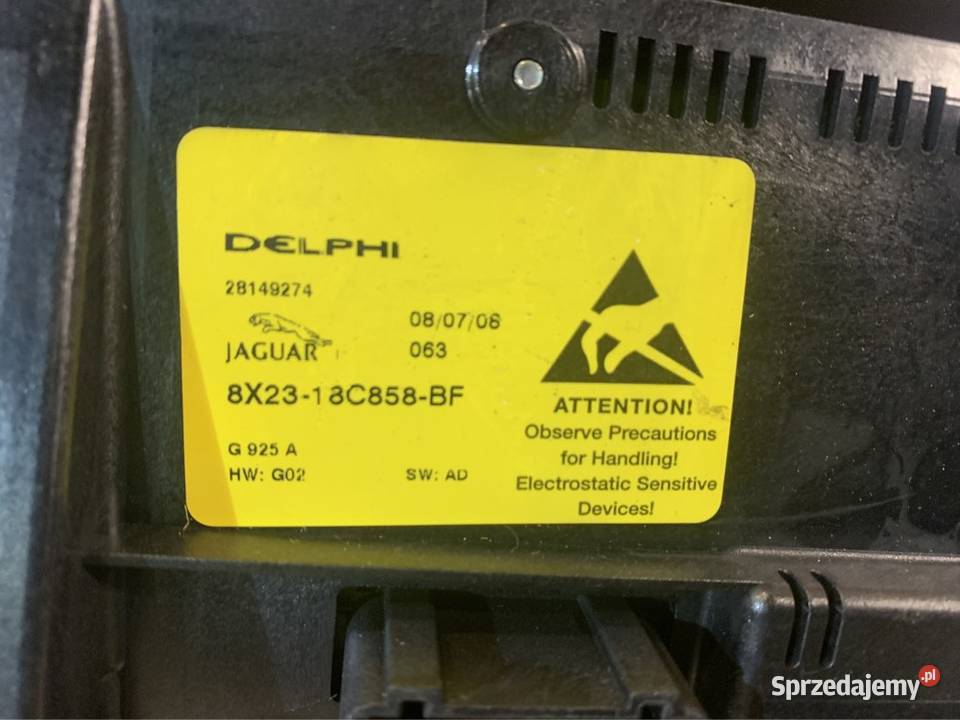 DELPHI
28149274
08/07/08
JAGUAR 063
8X23-18C858-BF
G 925 A
HW: G02 SW: AD
ATTENTION!
Observe Precautions
for Handling!
Electrostatic Sensitive
Devices!
Sprzedajemy.pl